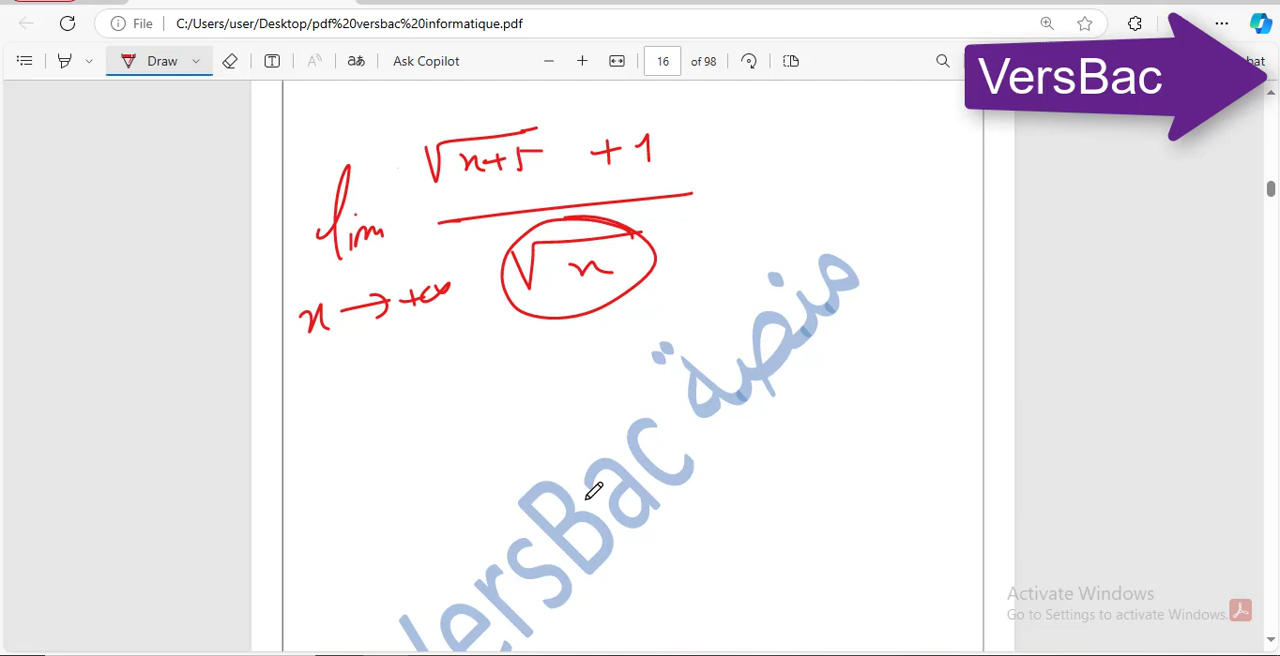 File C:/Users/user/Desktop/pdf%20versbac%20informatique.pdf
Draw Ask Copilot 16 of 98
VersBac
lim x→+∞ (√(x+5) + 1) / √x
VersBac منصة
Activate Windows
Go to Settings to activate Windows.